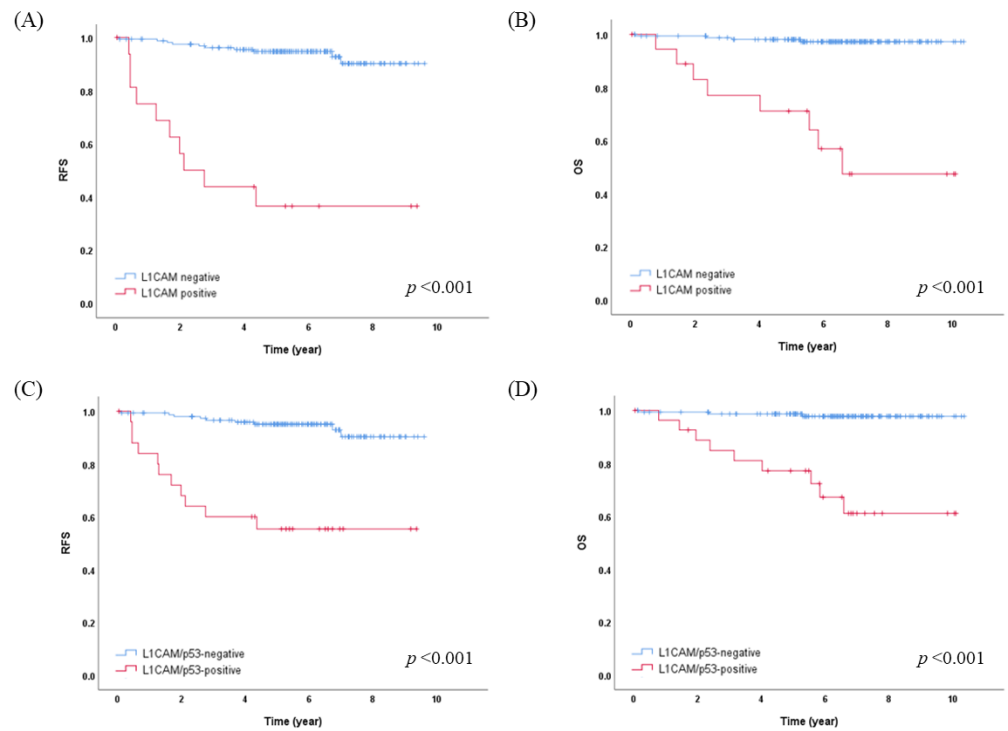 (A)
1.0
0.8
0.6
0.4
0.2
0.0
RFS
L1CAM negative
L1CAM positive
p <0.001
0 2 4 6 8 10
Time (year)
(B)
1.0
0.8
0.6
0.4
0.2
0.0
OS
L1CAM negative
L1CAM positive
p <0.001
0 2 4 6 8 10
Time (year)
(C)
1.0
0.8
0.6
0.4
0.2
0.0
RFS
L1CAM/p53-negative
L1CAM/p53-positive
p <0.001
0 2 4 6 8 10
Time (year)
(D)
1.0
0.8
0.6
0.4
0.2
0.0
OS
L1CAM/p53-negative
L1CAM/p53-positive
p <0.001
0 2 4 6 8 10
Time (year)